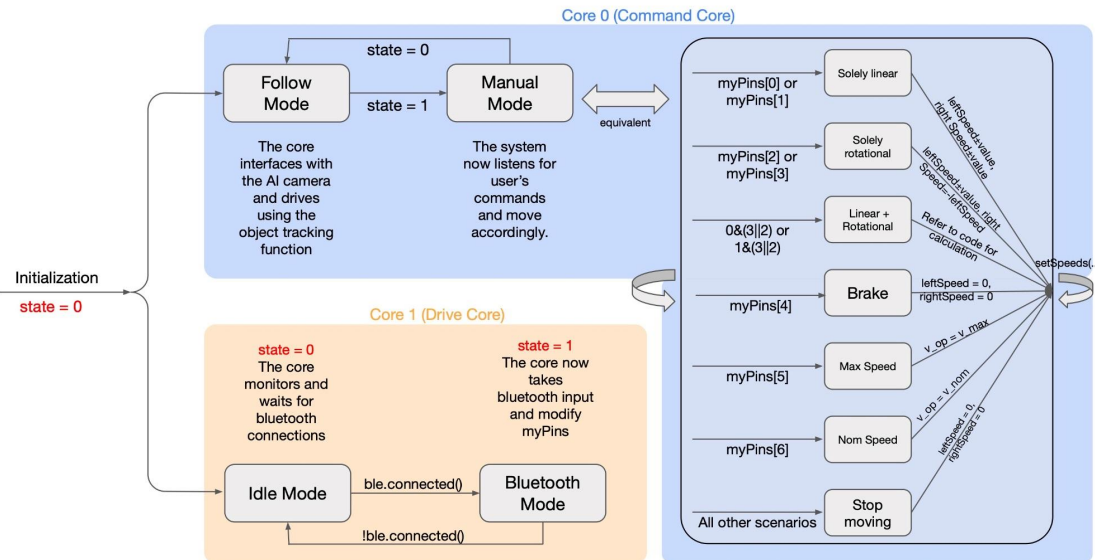 Core 0 (Command Core)
state = 0
Follow
Mode
state = 1
Manual
Mode
equivalent
The core
interfaces with
the AI camera
and drives
using the
object tracking
function
The system
now listens for
user's
commands
and move
accordingly.
Initialization
state = 0
Core 1 (Drive Core)
state = 0
The core
monitors and
waits for
bluetooth
connections
state = 1
The core now
takes
bluetooth input
and modify
myPins
Idle Mode
ble.connected()
Bluetooth
Mode
!ble.connected()
myPins[0] or
myPins[1]
Solely linear
leftSpeed±value,
right Speed±value
myPins[2] or
myPins[3]
Solely
rotational
leftSpeed±value, right
Speed=-leftSpeed
0&(3||2) or
1&(3||2)
Linear +
Rotational
Refer to code for
calculation
myPins[4]
Brake
leftSpeed = 0,
rightSpeed = 0
setSpeeds(.
myPins[5]
Max Speed
v_op = v_max
myPins[6]
Nom Speed
v_op = v_nom
All other scenarios
Stop
moving
leftSpeed = 0,
rightSpeed = 0